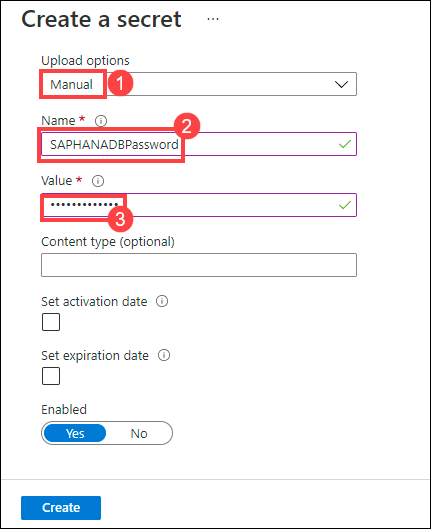 Create a secret ...
Upload options
Manual 1
2
Name *
SAPHANADBPassword
Value *
•••••••••••••
3
Content type (optional)
Set activation date
Set expiration date
Enabled
Yes No
Create